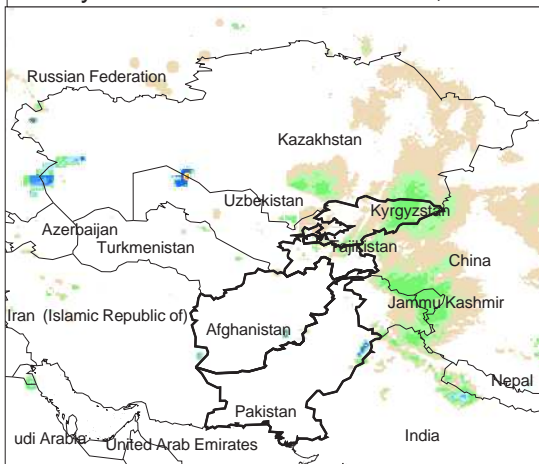 Russian Federation
Kazakhstan
Uzbekistan
Kyrgyzstan
Azerbaijan
Turkmenistan
Tajikistan
China
Jammu Kashmir
Iran (Islamic Republic of)
Afghanistan
Nepal
Pakistan
udi Arabia
United Arab Emirates
India